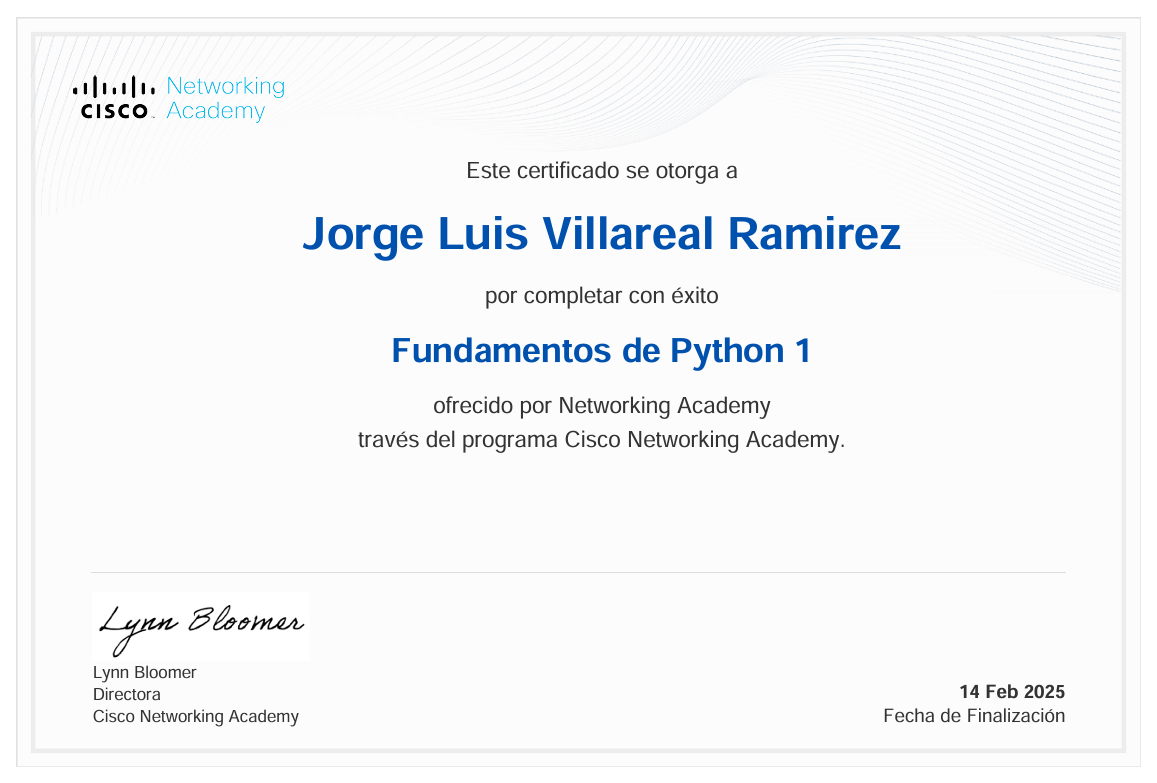 Networking
CISCO Academy
Este certificado se otorga a
Jorge Luis Villareal Ramirez
por completar con éxito
Fundamentos de Python 1
ofrecido por Networking Academy
través del programa Cisco Networking Academy.
Lynn Bloomer
Lynn Bloomer
Directora
Cisco Networking Academy
14 Feb 2025
Fecha de Finalización